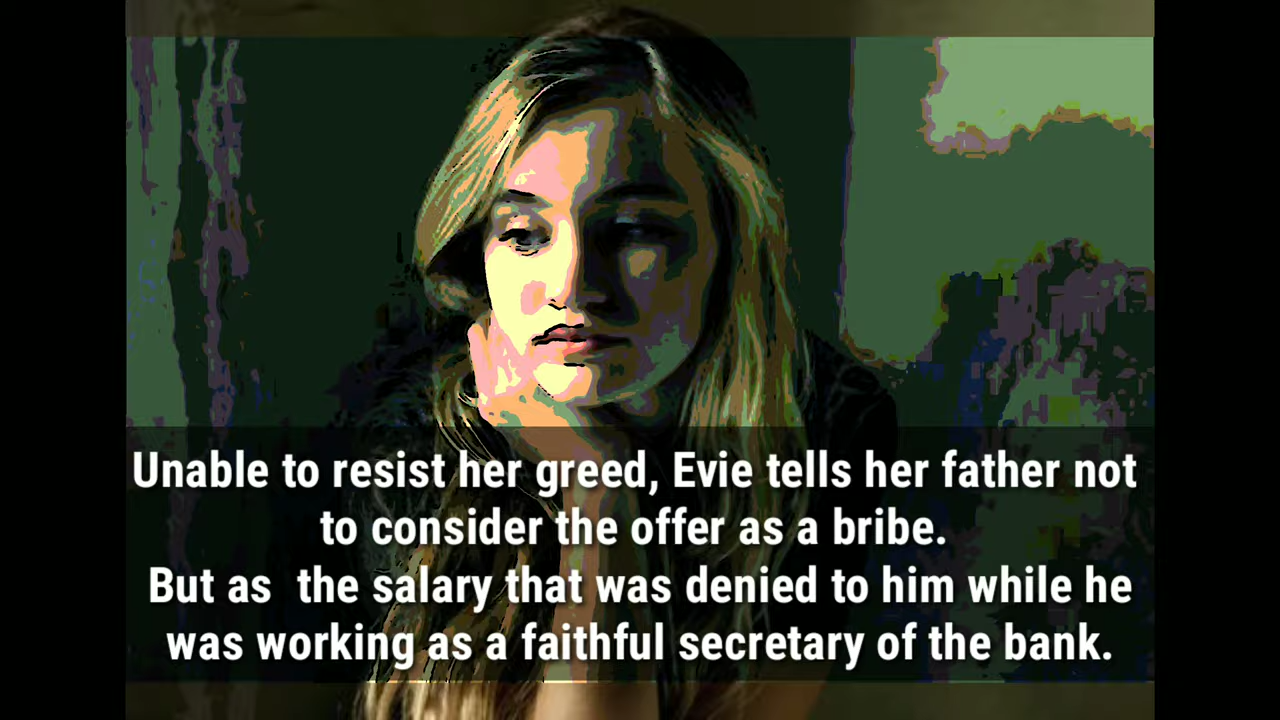 Unable to resist her greed, Evie tells her father not
to consider the offer as a bribe.
But as  the salary that was denied to him while he
was working as a faithful secretary of the bank.